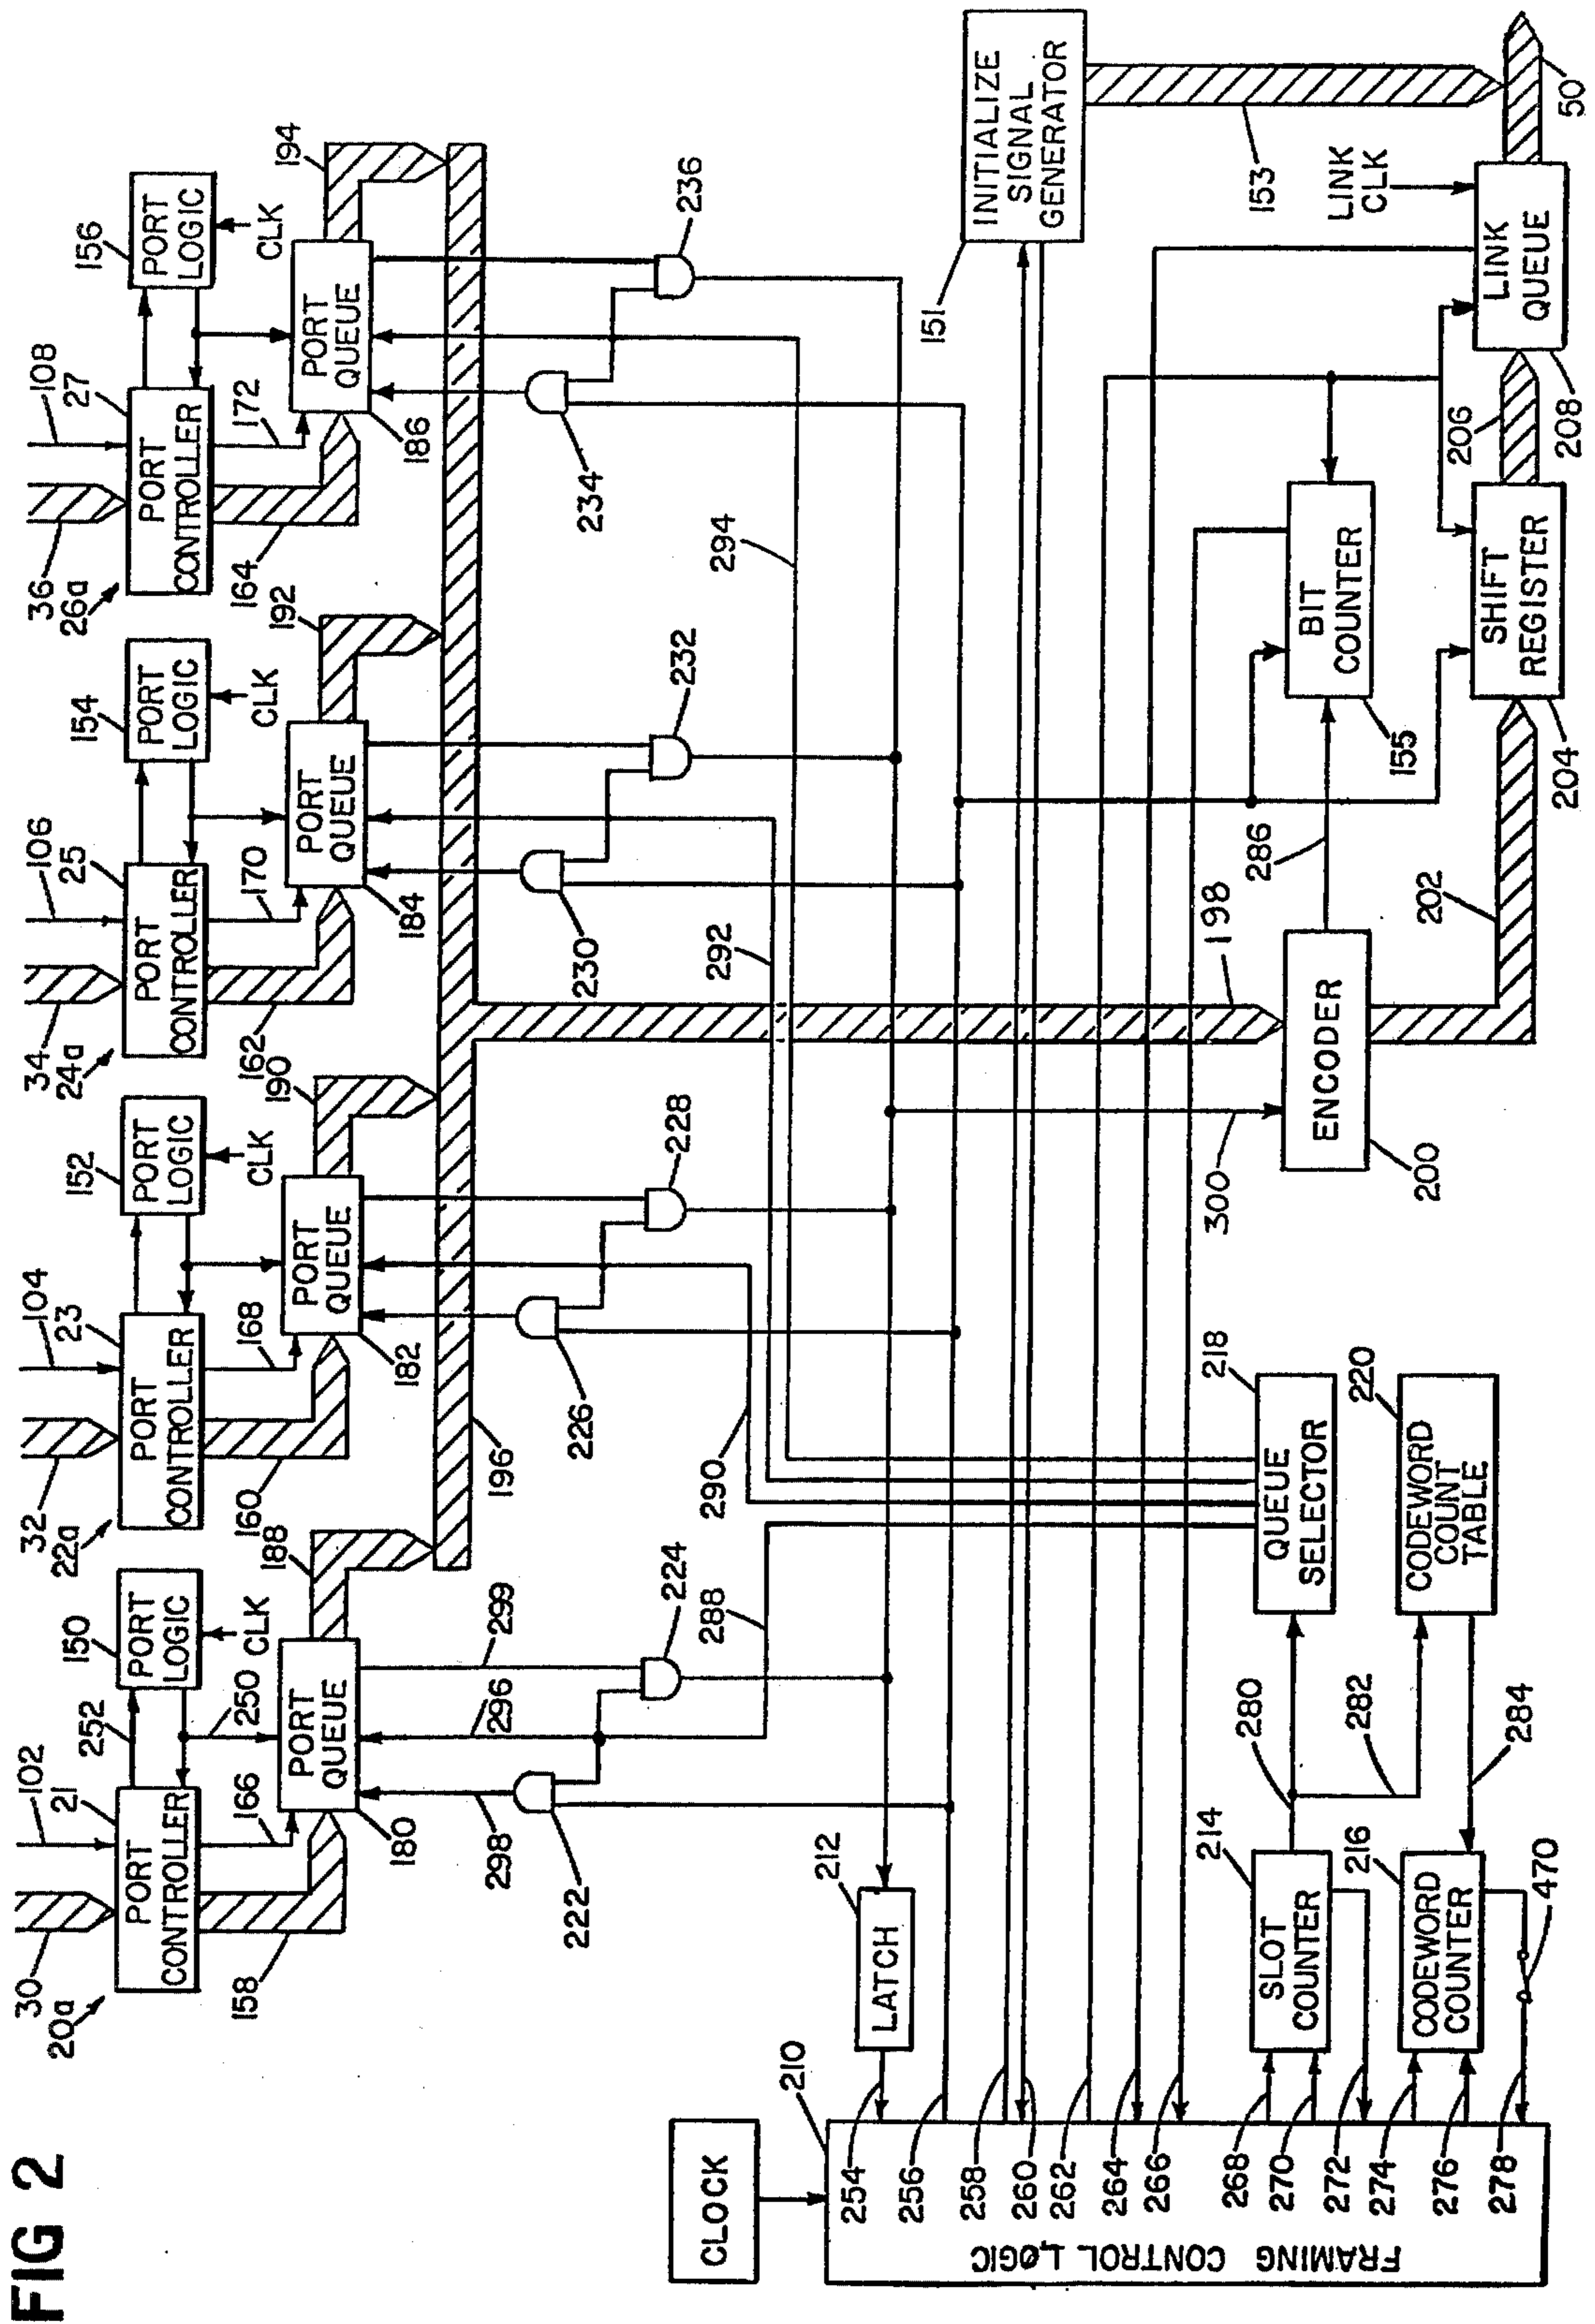 FIG 2
30
20a
102
21
PORT
CONTROLLER
252
150
PORT
LOGIC
CLK
250
166
158
PORT
QUEUE
180
188
299
296
298
222
224
288
32
22a
104
23
PORT
CONTROLLER
152
PORT
LOGIC
CLK
168
160
PORT
QUEUE
182
190
196
226
228
290
34
24a
106
25
PORT
CONTROLLER
154
PORT
LOGIC
CLK
170
162
PORT
QUEUE
184
192
230
232
292
36
26a
108
27
PORT
CONTROLLER
156
PORT
LOGIC
CLK
172
164
PORT
QUEUE
186
194
234
236
294
CLOCK
210
FRAMING CONTROL LOGIC
254
256
258
260
262
264
266
268
270
272
274
276
278
212
LATCH
214
SLOT
COUNTER
216
CODEWORD
COUNTER
470
280
282
284
218
QUEUE
SELECTOR
220
CODEWORD
COUNT
TABLE
300
ENCODER
200
198
202
286
BIT
COUNTER
155
SHIFT
REGISTER
204
206
LINK
QUEUE
208
LINK
CLK
151
INITIALIZE
SIGNAL
GENERATOR
153
50